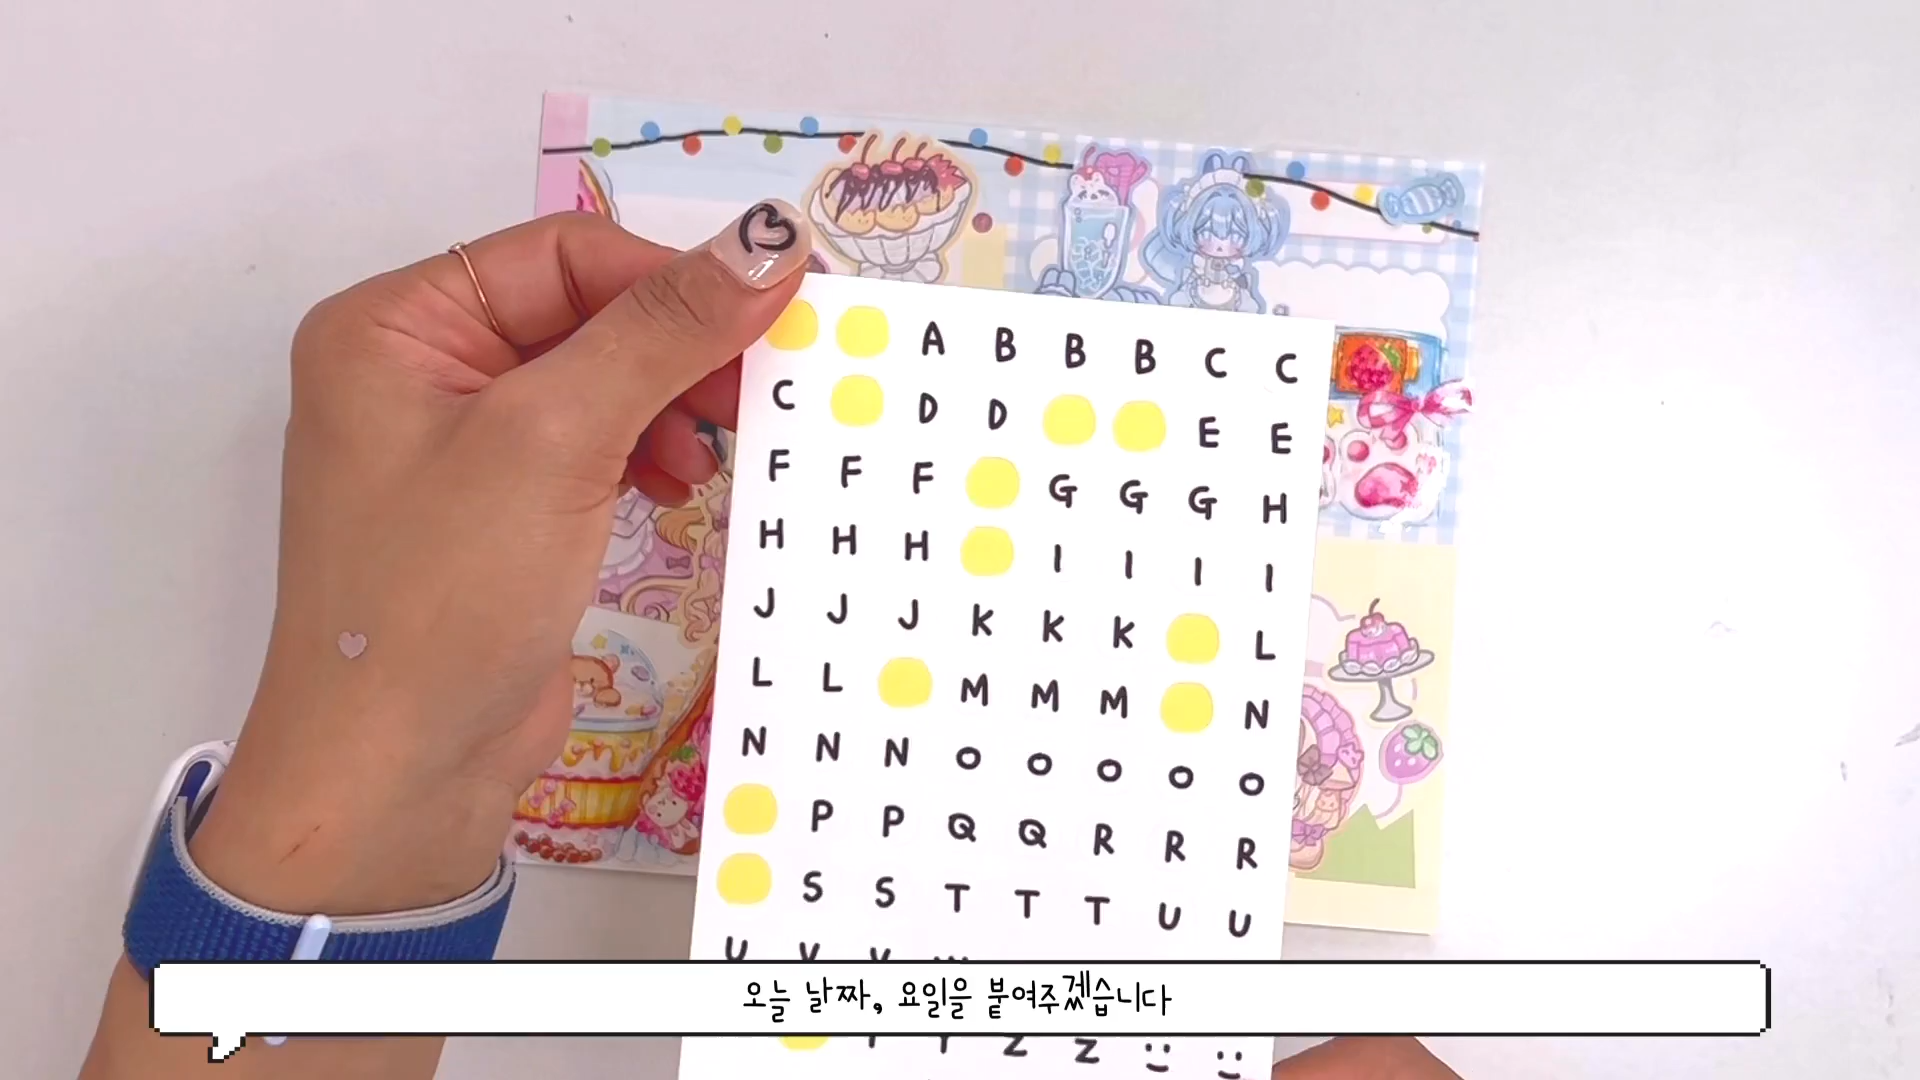 A B B B C C
C D D E E
F F F G G G H
H H H I I I I
J J J K K K L
L L M M M N
N N N O O O O O
P P Q Q R R R
S S T T T U U
U V V
오늘 날짜, 요일을 붙여주겠습니다
Z Z